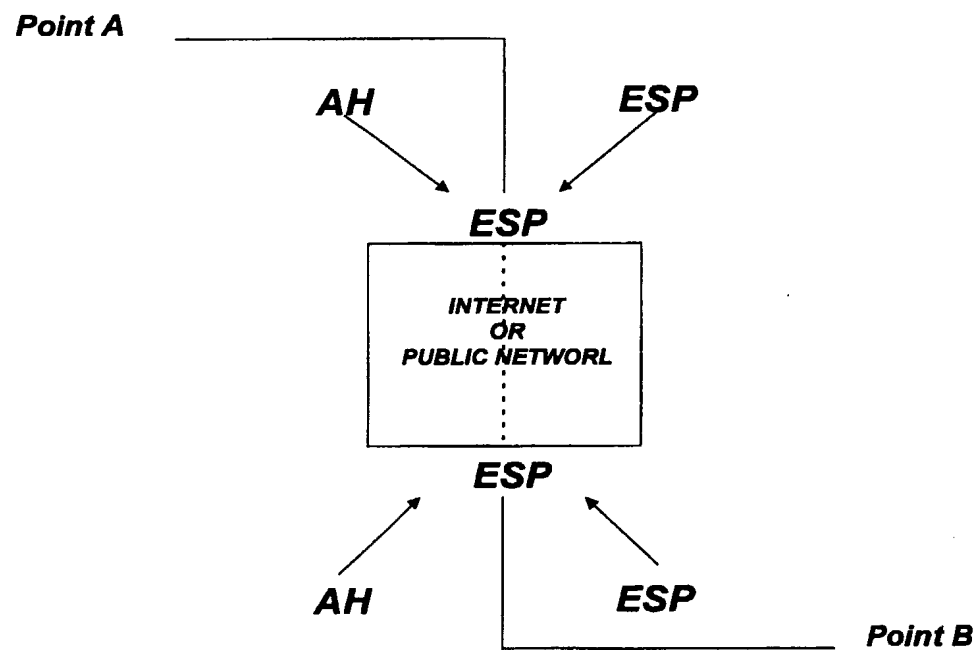 Point A
AH
ESP
ESP
INTERNET
OR
PUBLIC NETWORL
ESP
AH
ESP
Point B